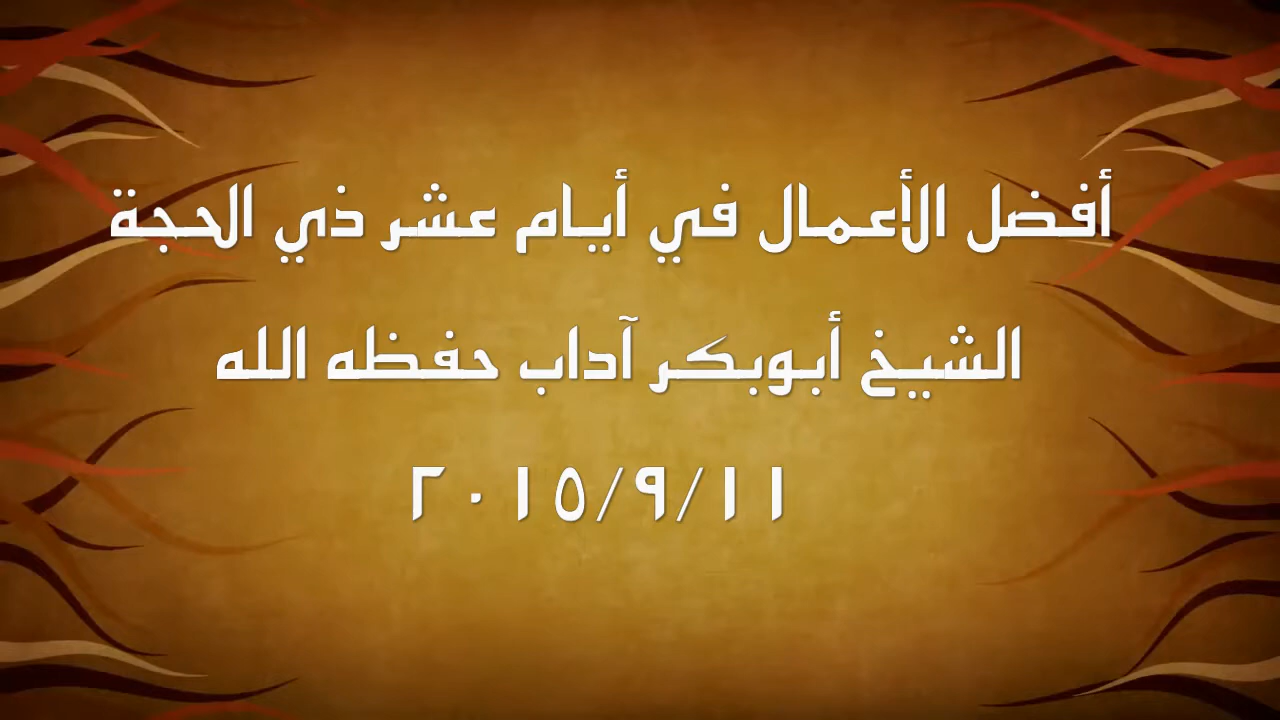 أفضل الأعمال في أيام عشر ذي الحجة
الشيخ أبوبكر آداب حفظه الله
٢٠١٥/٩/١١